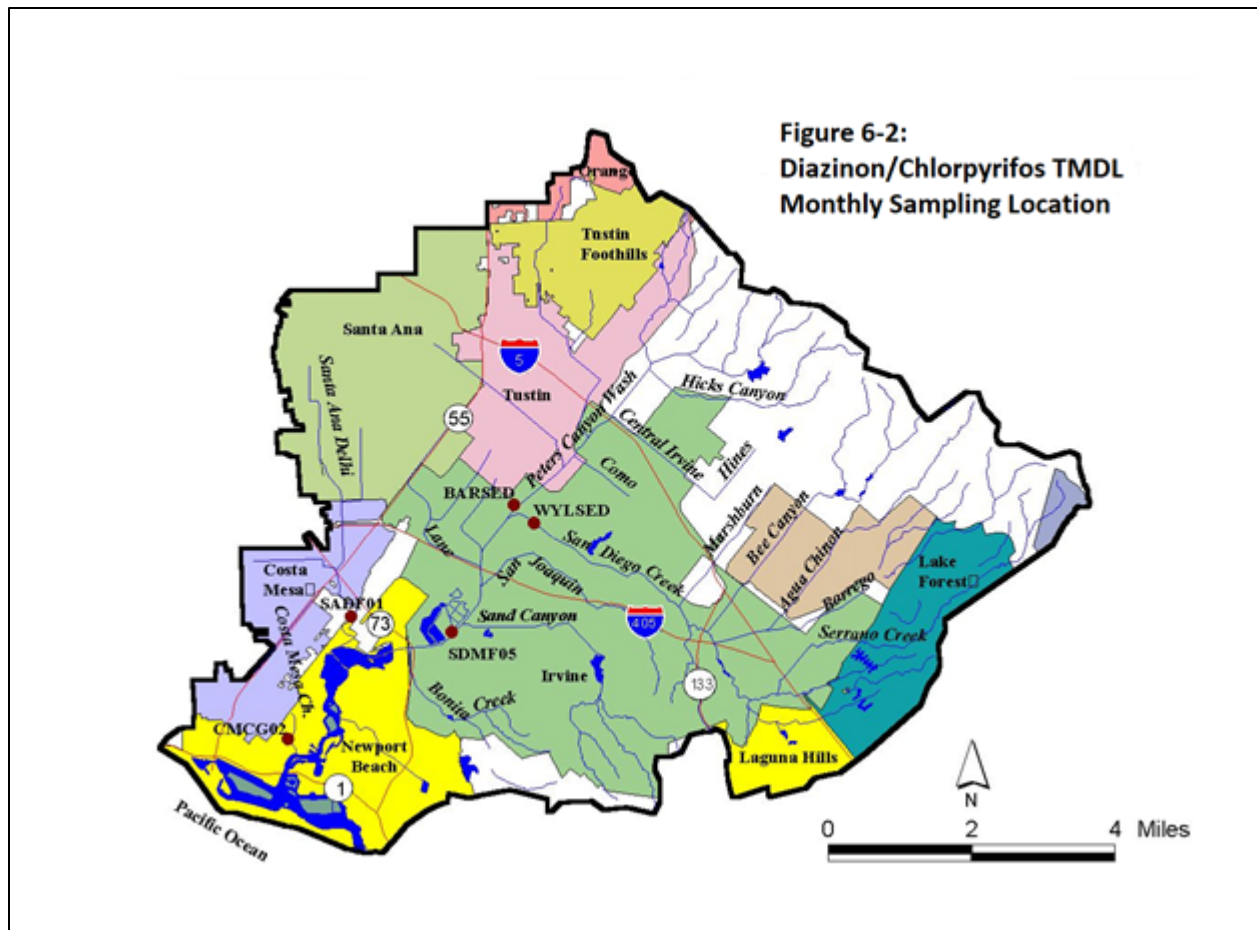 Figure 6-2:
Diazinon/Chlorpyrifos TMDL
Monthly Sampling Location
Orange
Tustin
Foothills
Santa Ana
5
Tustin
Santa Ana Delhi
55
Peters Canyon Wash
Hicks Canyon
Central Irvine
Hines
Como
BARSED
WYLSED
Marshburn
Bee Canyon
Agua Chinon
Borrego
Lane
San Diego Creek
San
Joaquin
Lake
Forest
Costa
Mesa
SADF01
73
Costa Mesa Ch.
Sand Canyon
405
Serrano Creek
SDMF05
Irvine
133
Bonita Creek
CMCG02
Newport
Beach
Laguna Hills
1
Pacific Ocean
N
0 2 4 Miles